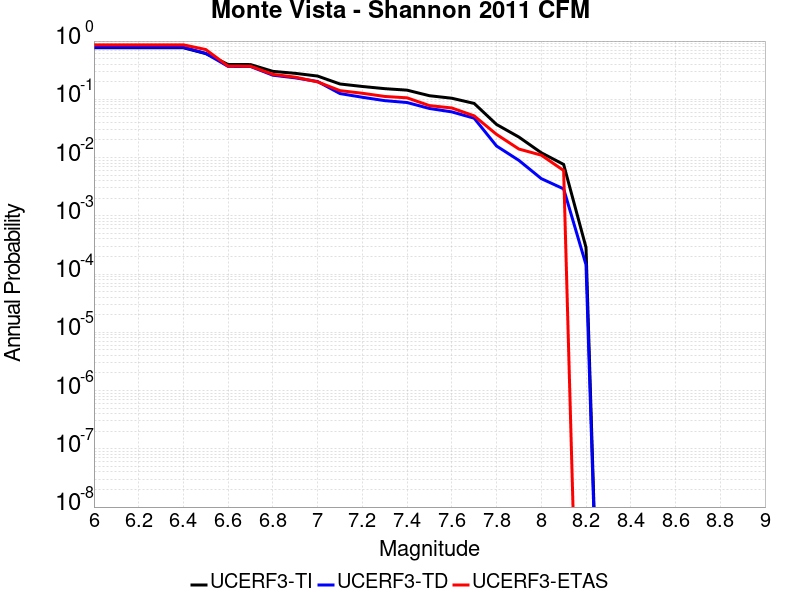 Monte Vista - Shannon 2011 CFM
10^0
10^-1
10^-2
10^-3
10^-4
10^-5
10^-6
10^-7
10^-8
Annual Probability
6 6.2 6.4 6.6 6.8 7 7.2 7.4 7.6 7.8 8 8.2 8.4 8.6 8.8 9
Magnitude
UCERF3-TI UCERF3-TD UCERF3-ETAS